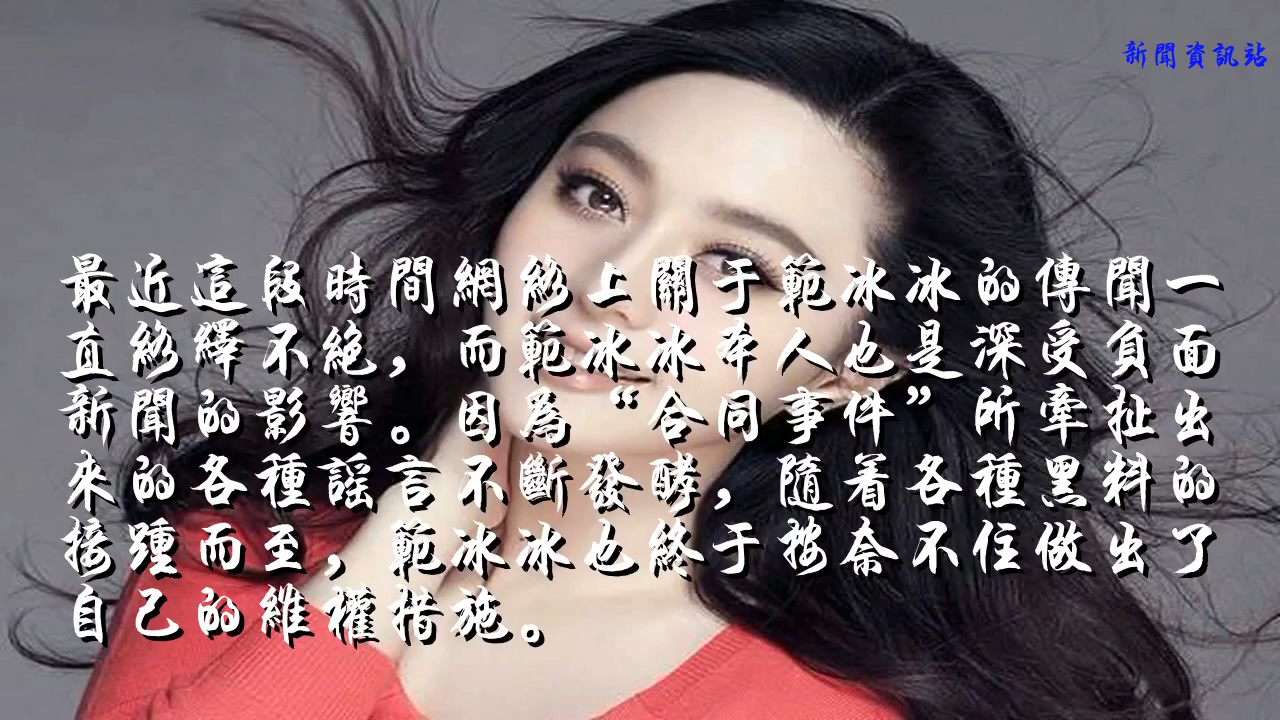 新聞資訊站
最近這段時間網絡上關于範冰冰的傳聞一
直絡繹不絕，而範冰冰本人也是深受負面
新聞的影響。因為“合同事件”所牽扯出
來的各種謠言不斷發酵，隨着各種黑料的
接踵而至，範冰冰也終于按奈不住做出了
自己的維權措施。